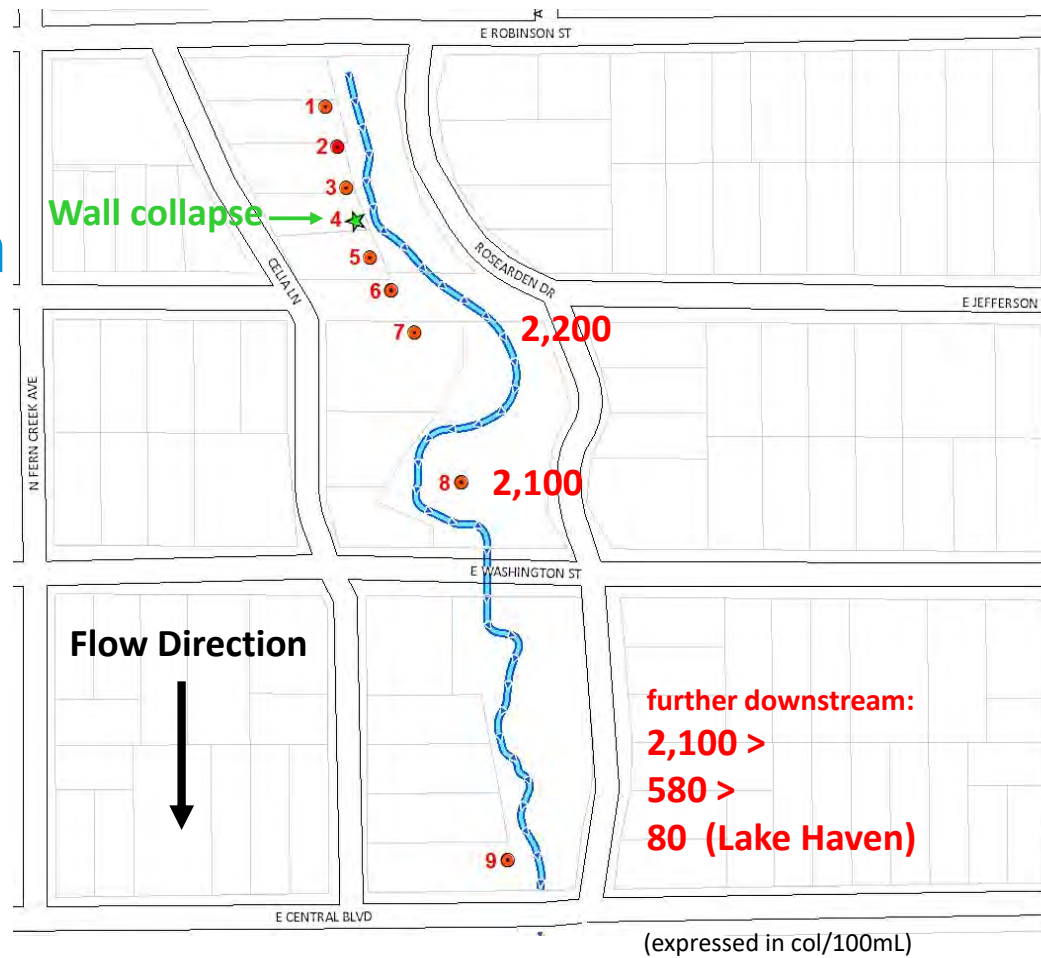 E ROBINSON ST
1
2
3
Wall collapse
4
5
6
7
CELIA LN
ROSEARDEN DR
E JEFFERSON
2,200
N FERN CREEK AVE
8
2,100
E WASHINGTON ST
Flow Direction
further downstream:
2,100 >
580 >
80 (Lake Haven)
9
E CENTRAL BLVD
(expressed in col/100mL)